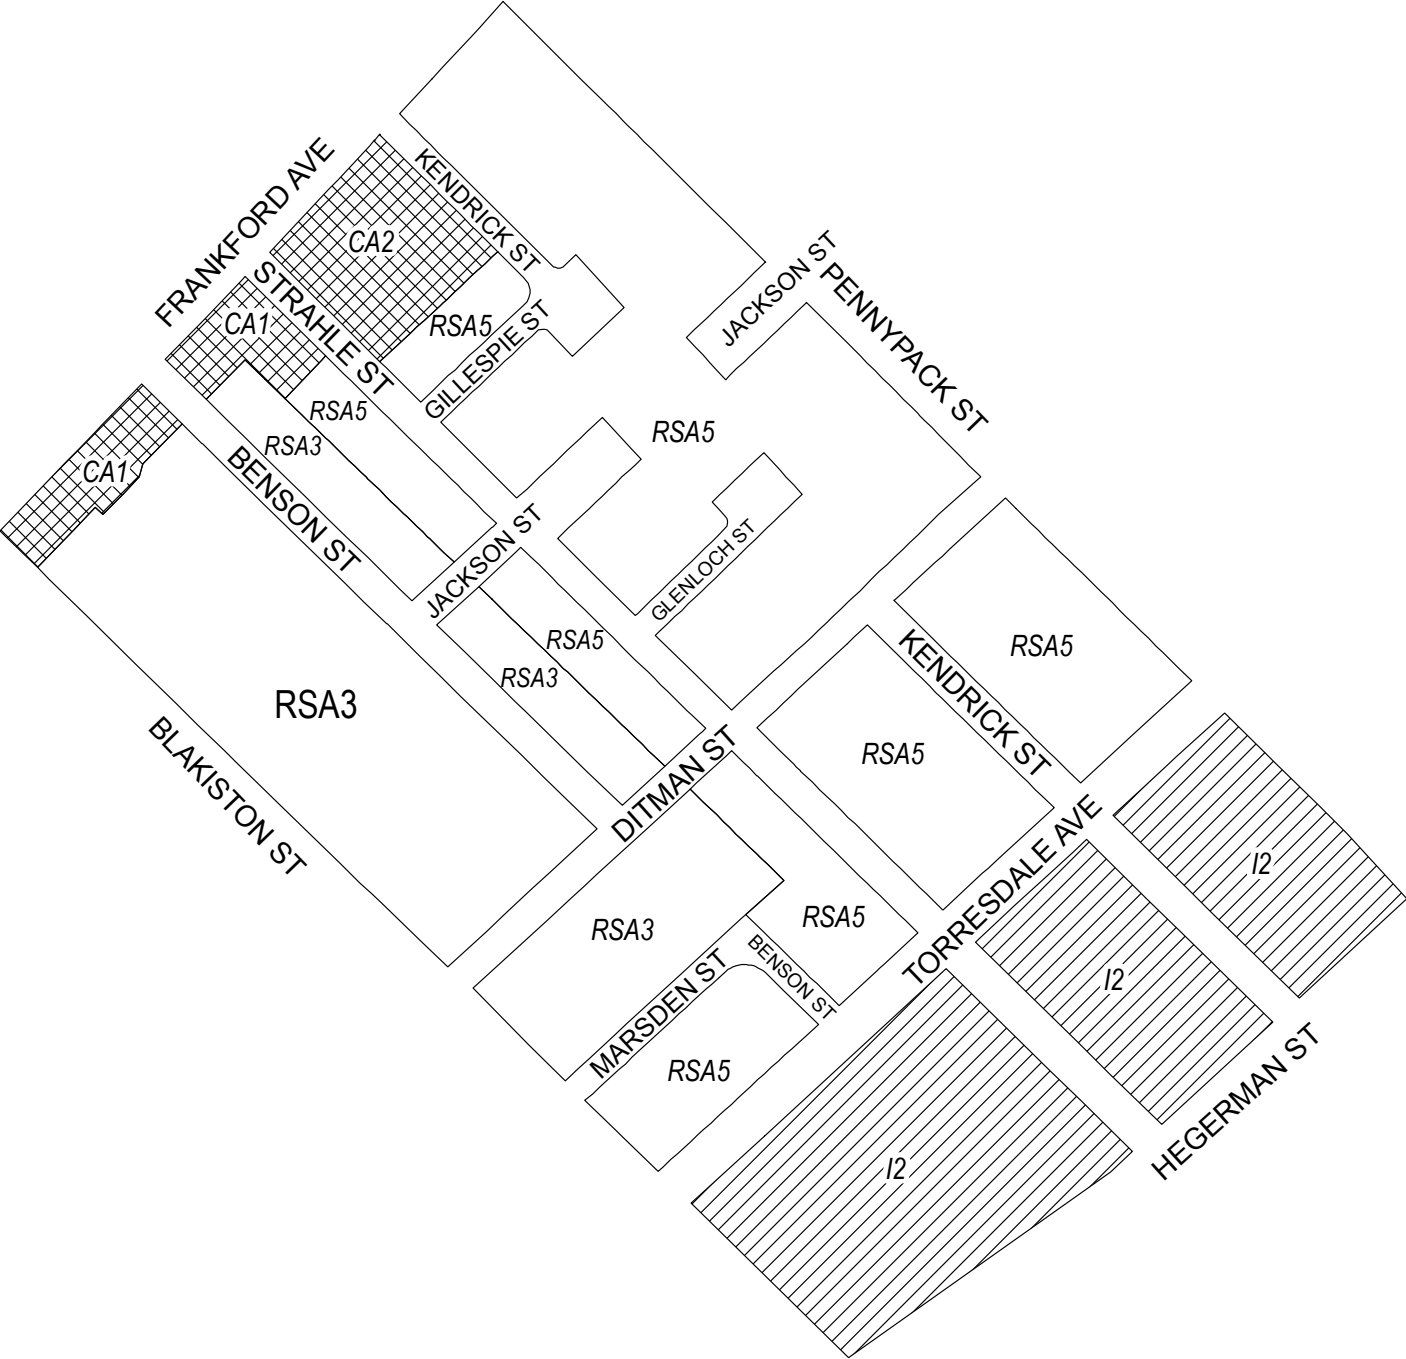 FRANKFORD AVE
KENDRICK ST
CA2
STRAHLE ST
CA1
RSA5
GILLESPIE ST
JACKSON ST
PENNYPACK ST
RSA5
RSA3
RSA5
CA1
BENSON ST
JACKSON ST
GLENLOCH ST
RSA5
RSA3
RSA5
KENDRICK ST
RSA3
BLAKISTON ST
DITMAN ST
RSA5
TORRESDALE AVE
I2
RSA3
RSA5
BENSON ST
MARSDEN ST
I2
RSA5
HEGERMAN ST
I2